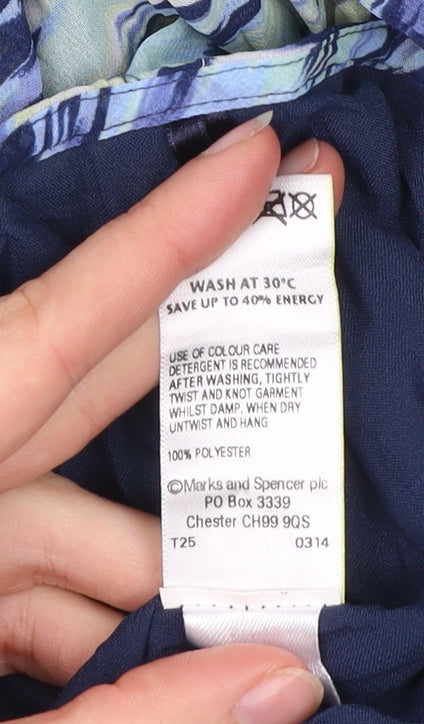 WASH AT 30°C
SAVE UP TO 40% ENERGY
USE OF COLOUR CARE
DETERGENT IS RECOMMENDED
AFTER WASHING, TIGHTLY
TWIST AND KNOT GARMENT
WHILST DAMP. WHEN DRY
UNTWIST AND HANG
100% POLYESTER
©Marks and Spencer plc
PO Box 3339
Chester CH99 9QS
T25 0314